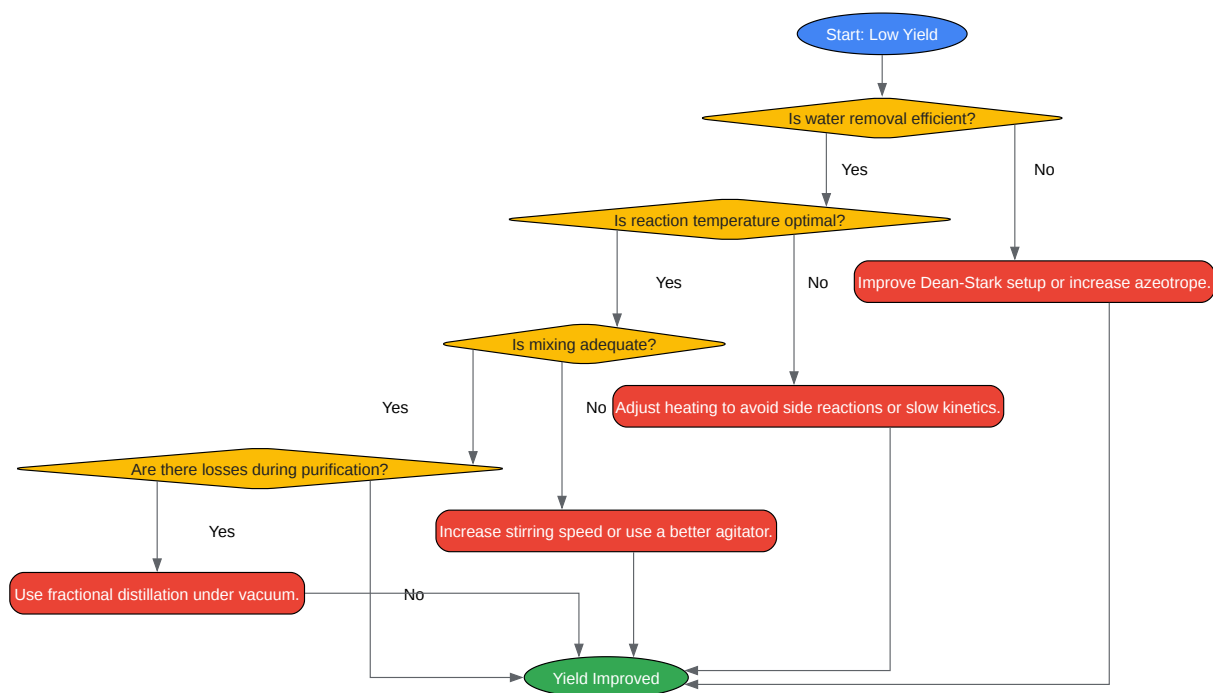 Start: Low Yield
Is water removal efficient?
Yes
No
Is reaction temperature optimal?
Yes
No
Improve Dean-Stark setup or increase azeotrope.
Is mixing adequate?
Yes
No
Adjust heating to avoid side reactions or slow kinetics.
Are there losses during purification?
Yes
Increase stirring speed or use a better agitator.
Use fractional distillation under vacuum.
No
Yield Improved